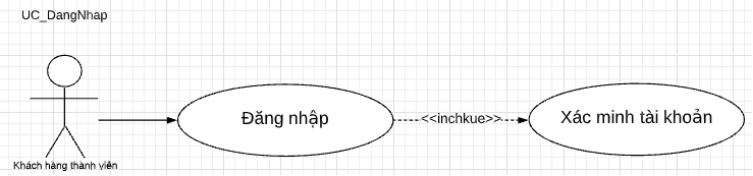 UC_DangNhap
Đăng nhập
<<inchkue>>
Xác minh tài khoản
Khách hàng thành viên